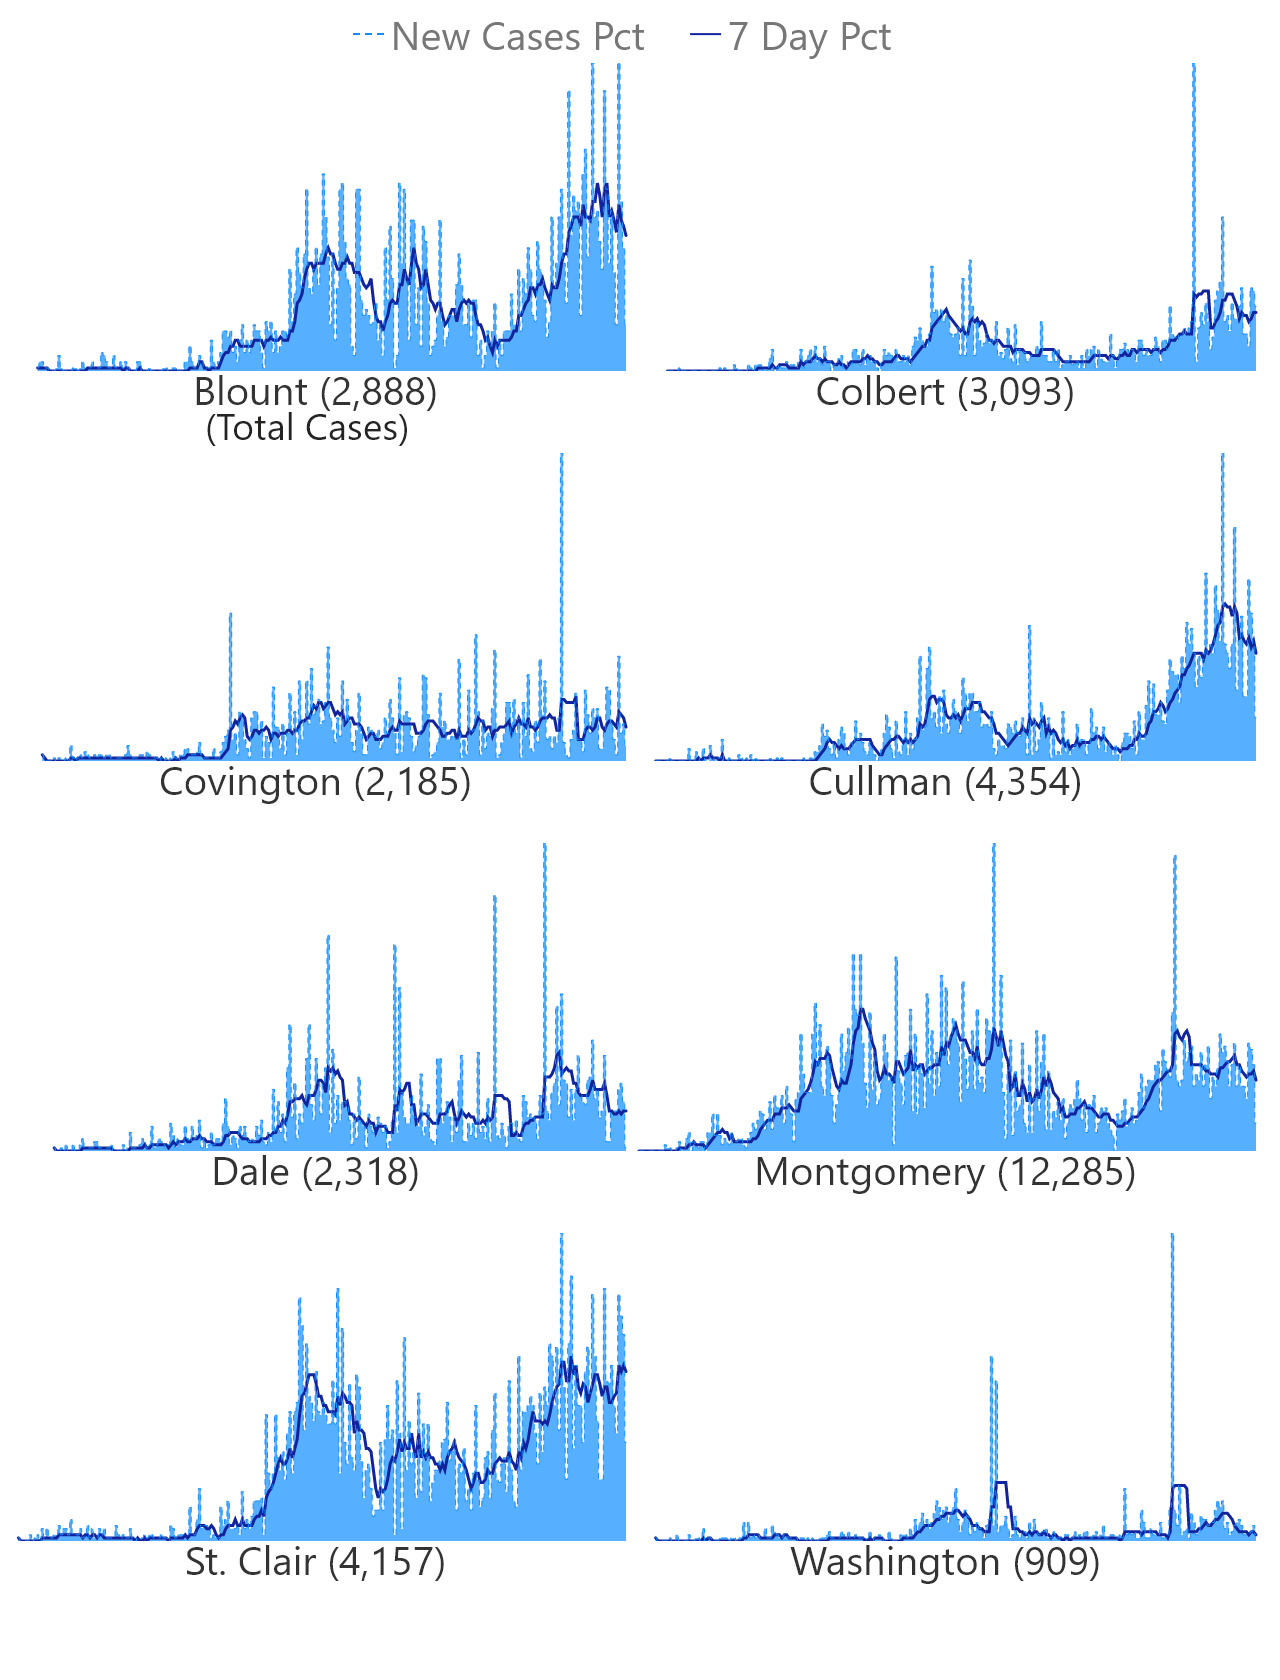 New Cases Pct 7 Day Pct
Blount (2,888)
(Total Cases)
Colbert (3,093)
Covington (2,185)
Cullman (4,354)
Dale (2,318)
Montgomery (12,285)
St. Clair (4,157)
Washington (909)